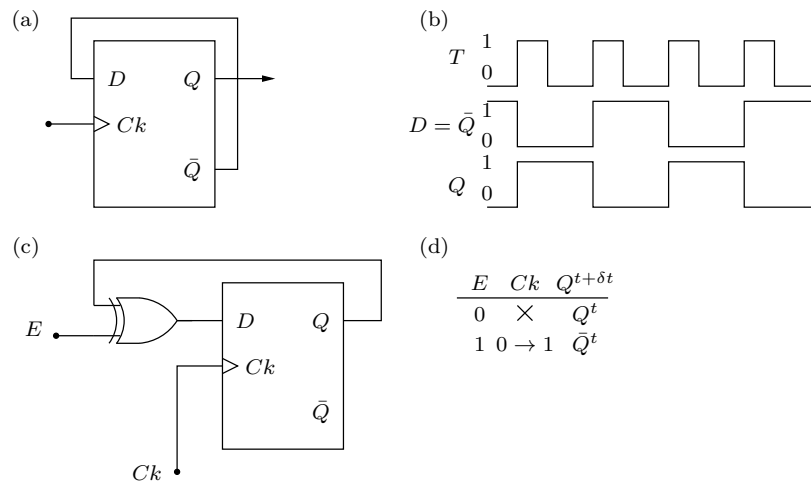 (a)
D Q
Ck
Q̄
(b)
T 1
0
D = Q̄ 1
0
Q 1
0
(c)
E D Q
Ck
Q̄
Ck
(d)
E Ck Q^{t+δt}
0 × Q^t
1 0 → 1 Q̄^t